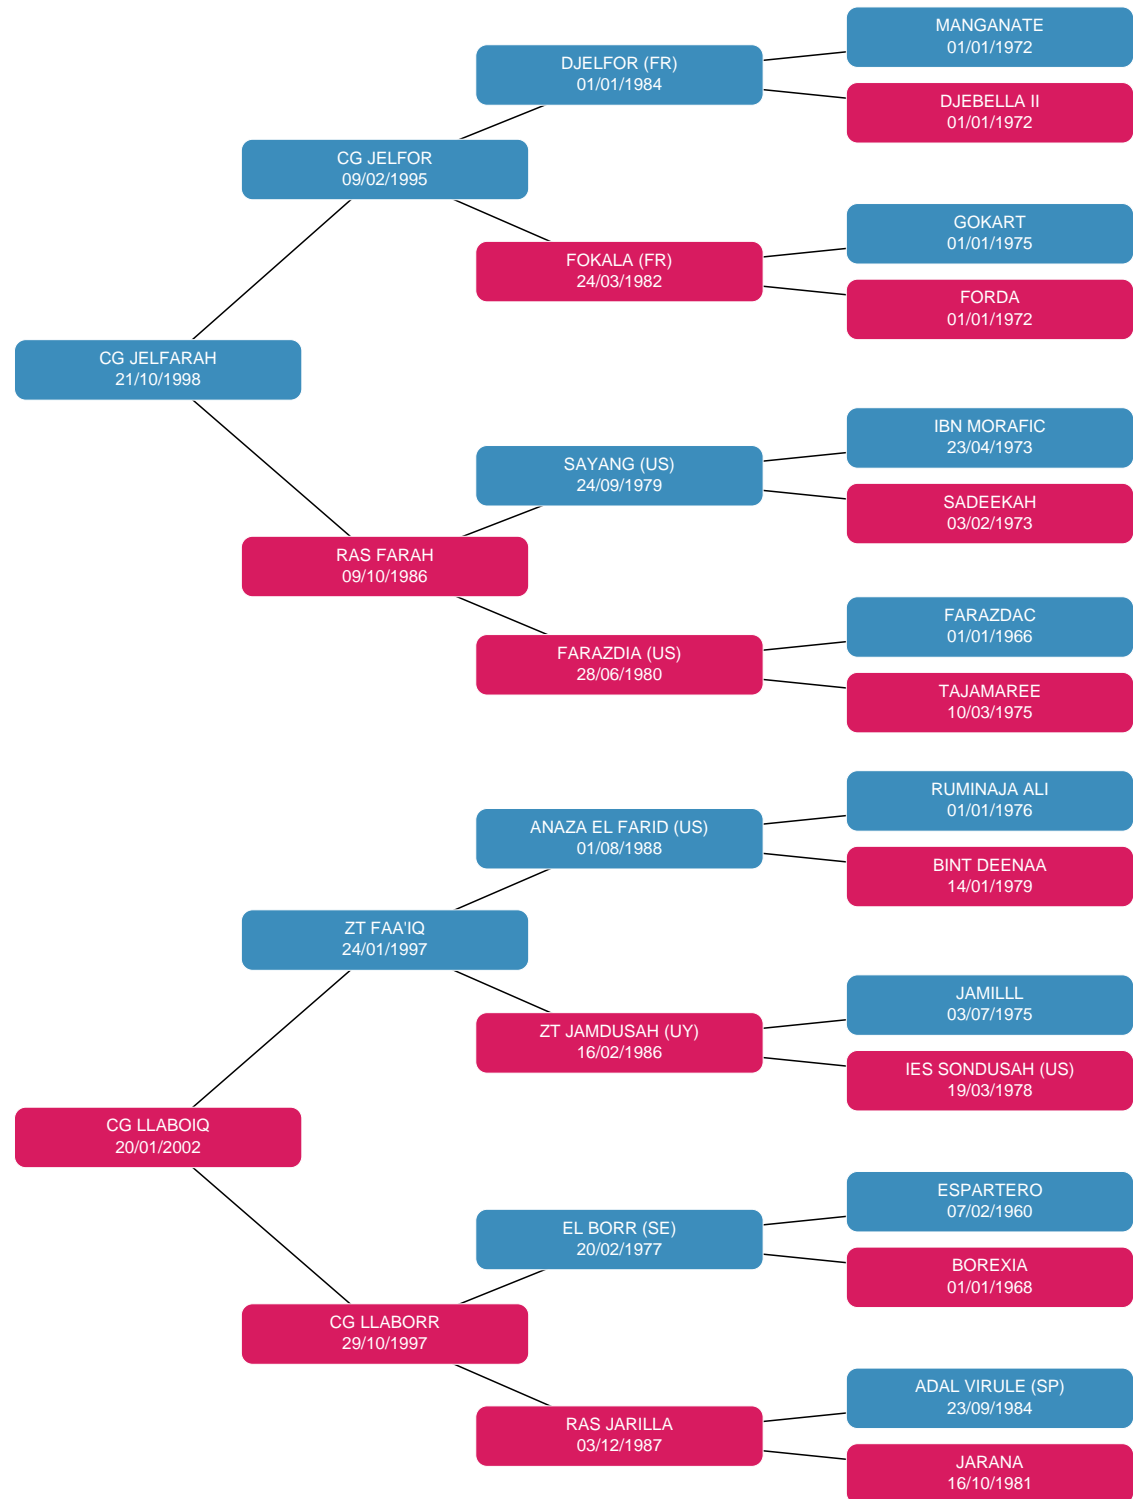 MANGANATE
01/01/1972
DJELFOR (FR)
01/01/1984
DJEBELLA II
01/01/1972
CG JELFOR
09/02/1995
GOKART
01/01/1975
FOKALA (FR)
24/03/1982
FORDA
01/01/1972
CG JELFARAH
21/10/1998
IBN MORAFIC
23/04/1973
SAYANG (US)
24/09/1979
SADEEKAH
03/02/1973
RAS FARAH
09/10/1986
FARAZDAC
01/01/1966
FARAZDIA (US)
28/06/1980
TAJAMAREE
10/03/1975
RUMINAJA ALI
01/01/1976
ANAZA EL FARID (US)
01/08/1988
BINT DEENAA
14/01/1979
ZT FAA'IQ
24/01/1997
JAMILLL
03/07/1975
ZT JAMDUSAH (UY)
16/02/1986
IES SONDUSAH (US)
19/03/1978
CG LLABOIQ
20/01/2002
ESPARTERO
07/02/1960
EL BORR (SE)
20/02/1977
BOREXIA
01/01/1968
CG LLABORR
29/10/1997
ADAL VIRULE (SP)
23/09/1984
RAS JARILLA
03/12/1987
JARANA
16/10/1981